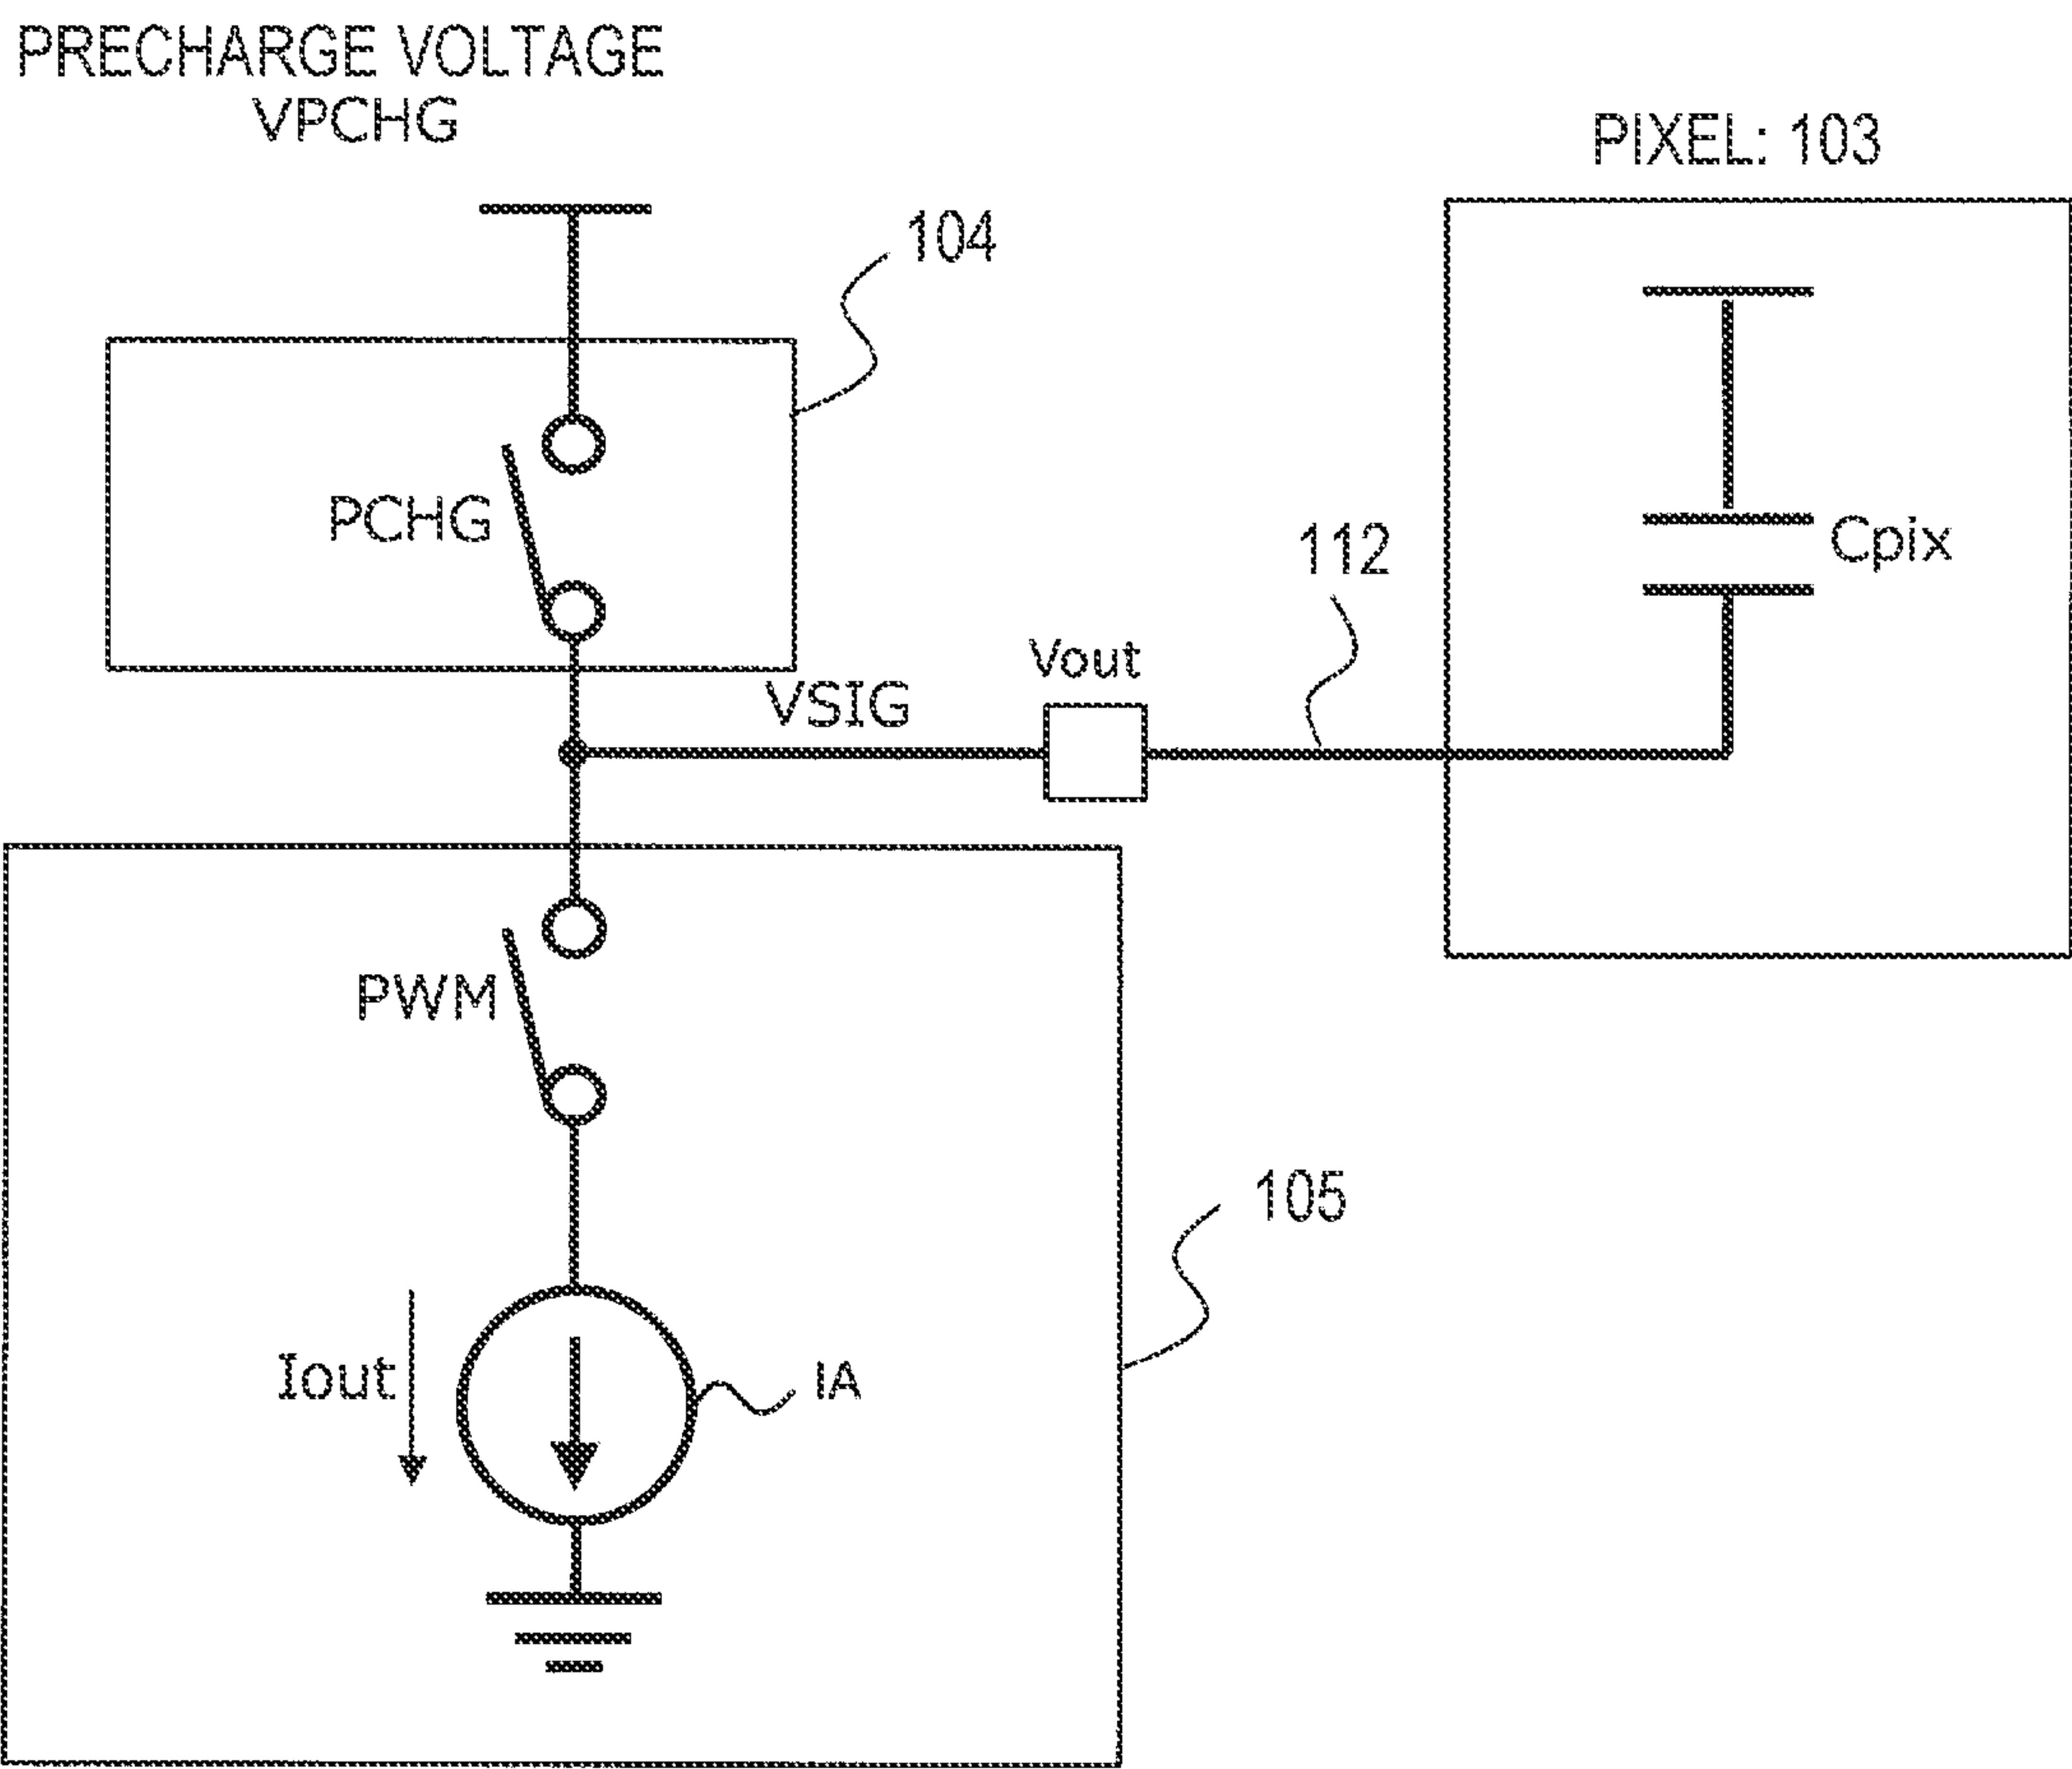 PRECHARGE VOLTAGE
VPCHG
PIXEL: 103
104
PCHG
112
Cpix
Vout
VSIG
PWM
105
Iout
IA